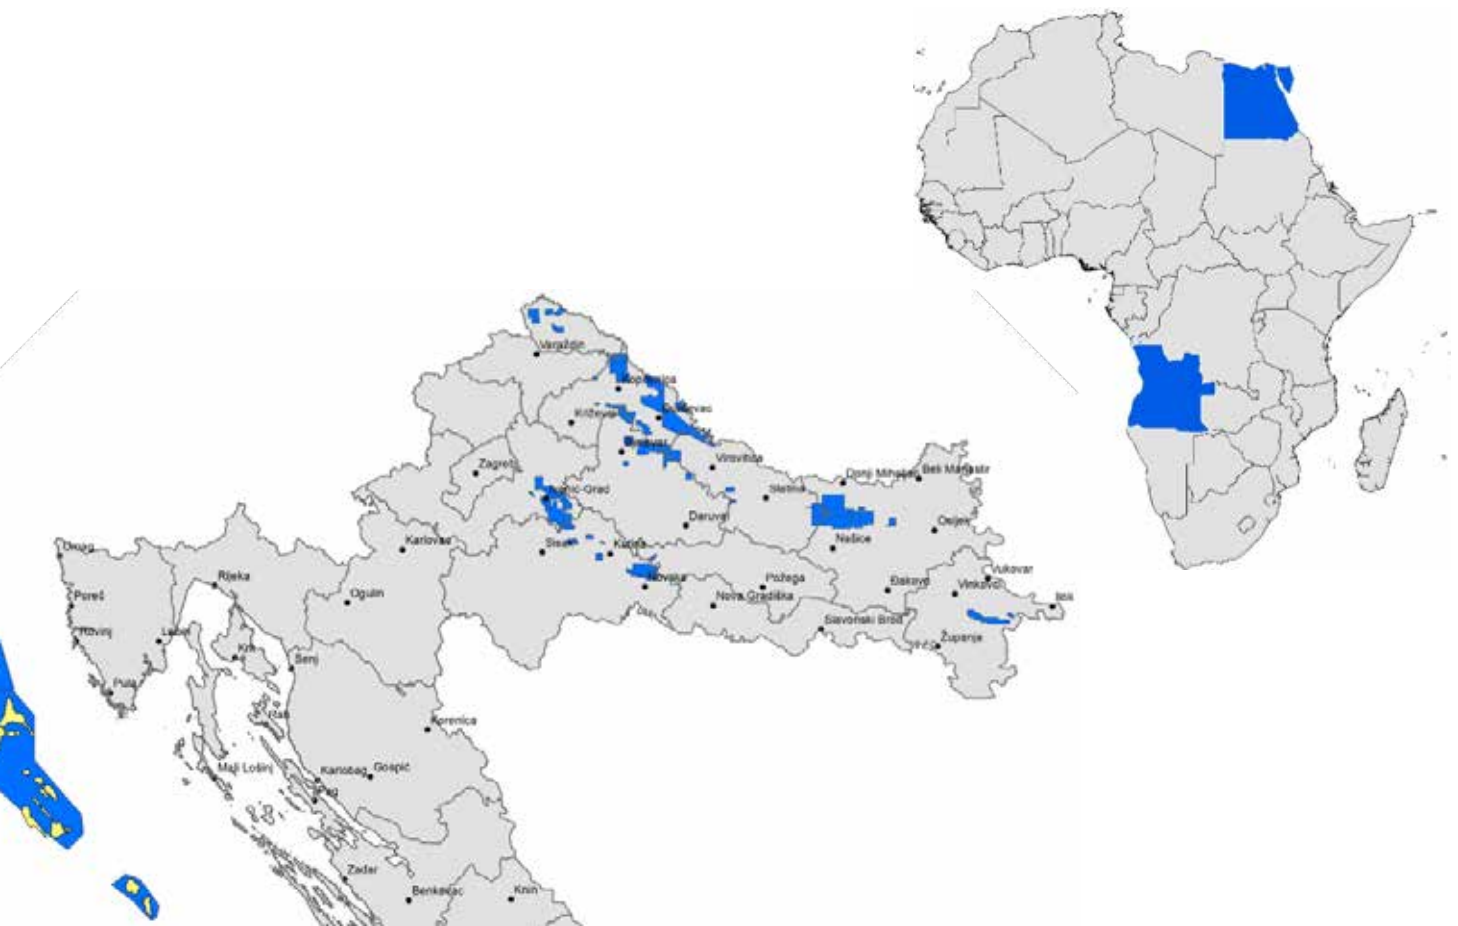 Varaždin
Koprivnica
Križevci
Zagreb
Virovitica
Ivanić-Grad
Slatina
Donji Miholjac
Beli Manastir
Daruvar
Osijek
Karlovac
Sisak
Kutina
Našice
Umag
Rijeka
Ogulin
Novska
Požega
Đakovo
Vinkovci
Vukovar
Ilok
Poreč
Nova Gradiška
Rovinj
Labin
Slavonski Brod
Županja
Krk
Senj
Pula
Rab
Korenica
Mali Lošinj
Karlobag
Gospić
Pag
Zadar
Benkovac
Knin